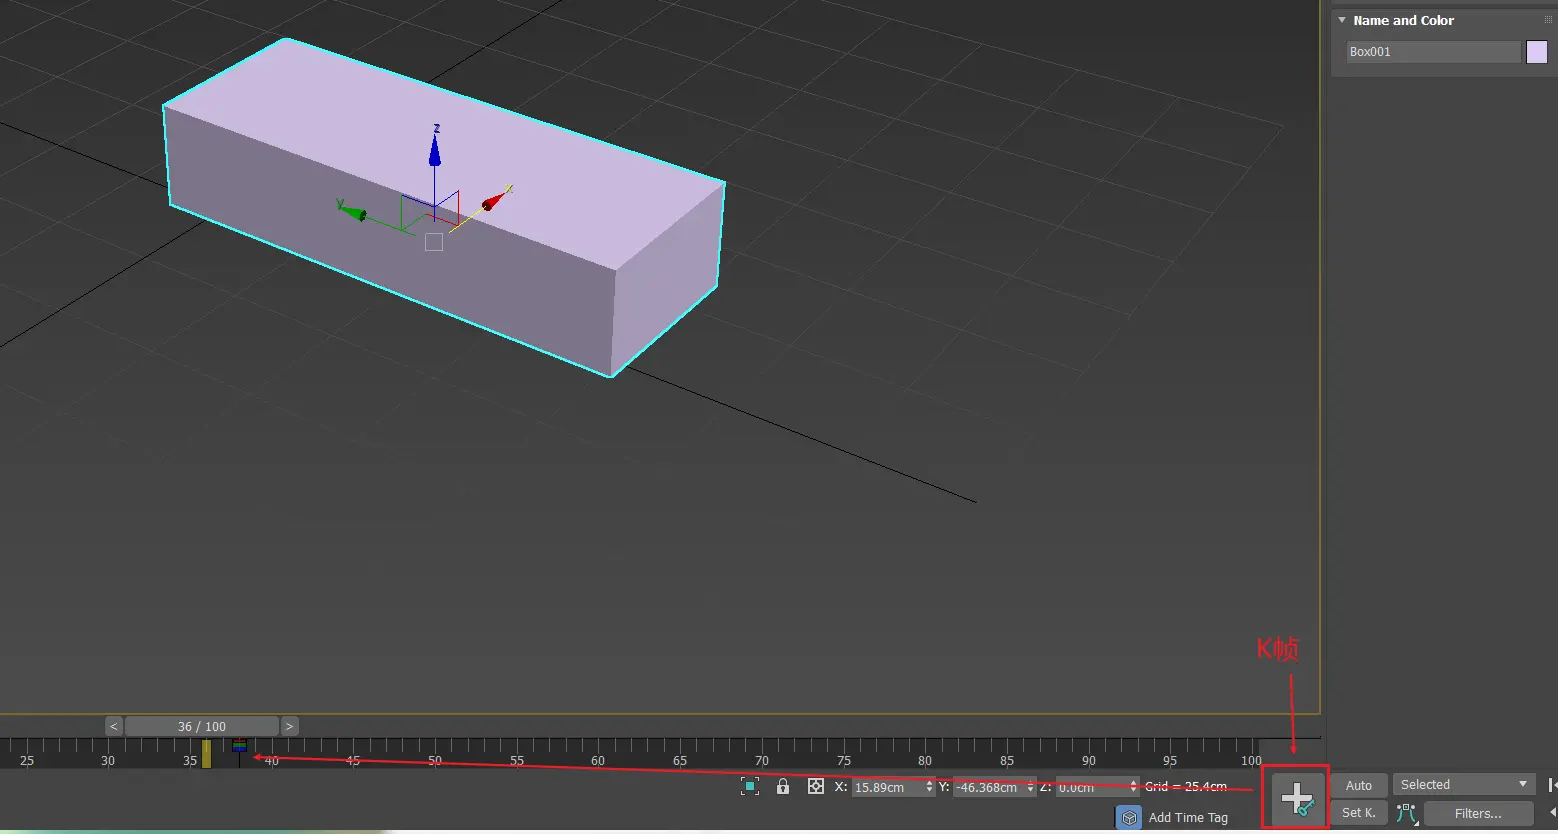 Name and Color
Box001
z
y
x
K帧
< 36 / 100 >
25 30 35 40 45 50 55 60 65 70 75 80 85 90 95 100
X: 15.89cm Y: -46.368cm Z: 0.0cm Grid = 25.4cm
Auto Selected
Add Time Tag Set K. Filters...